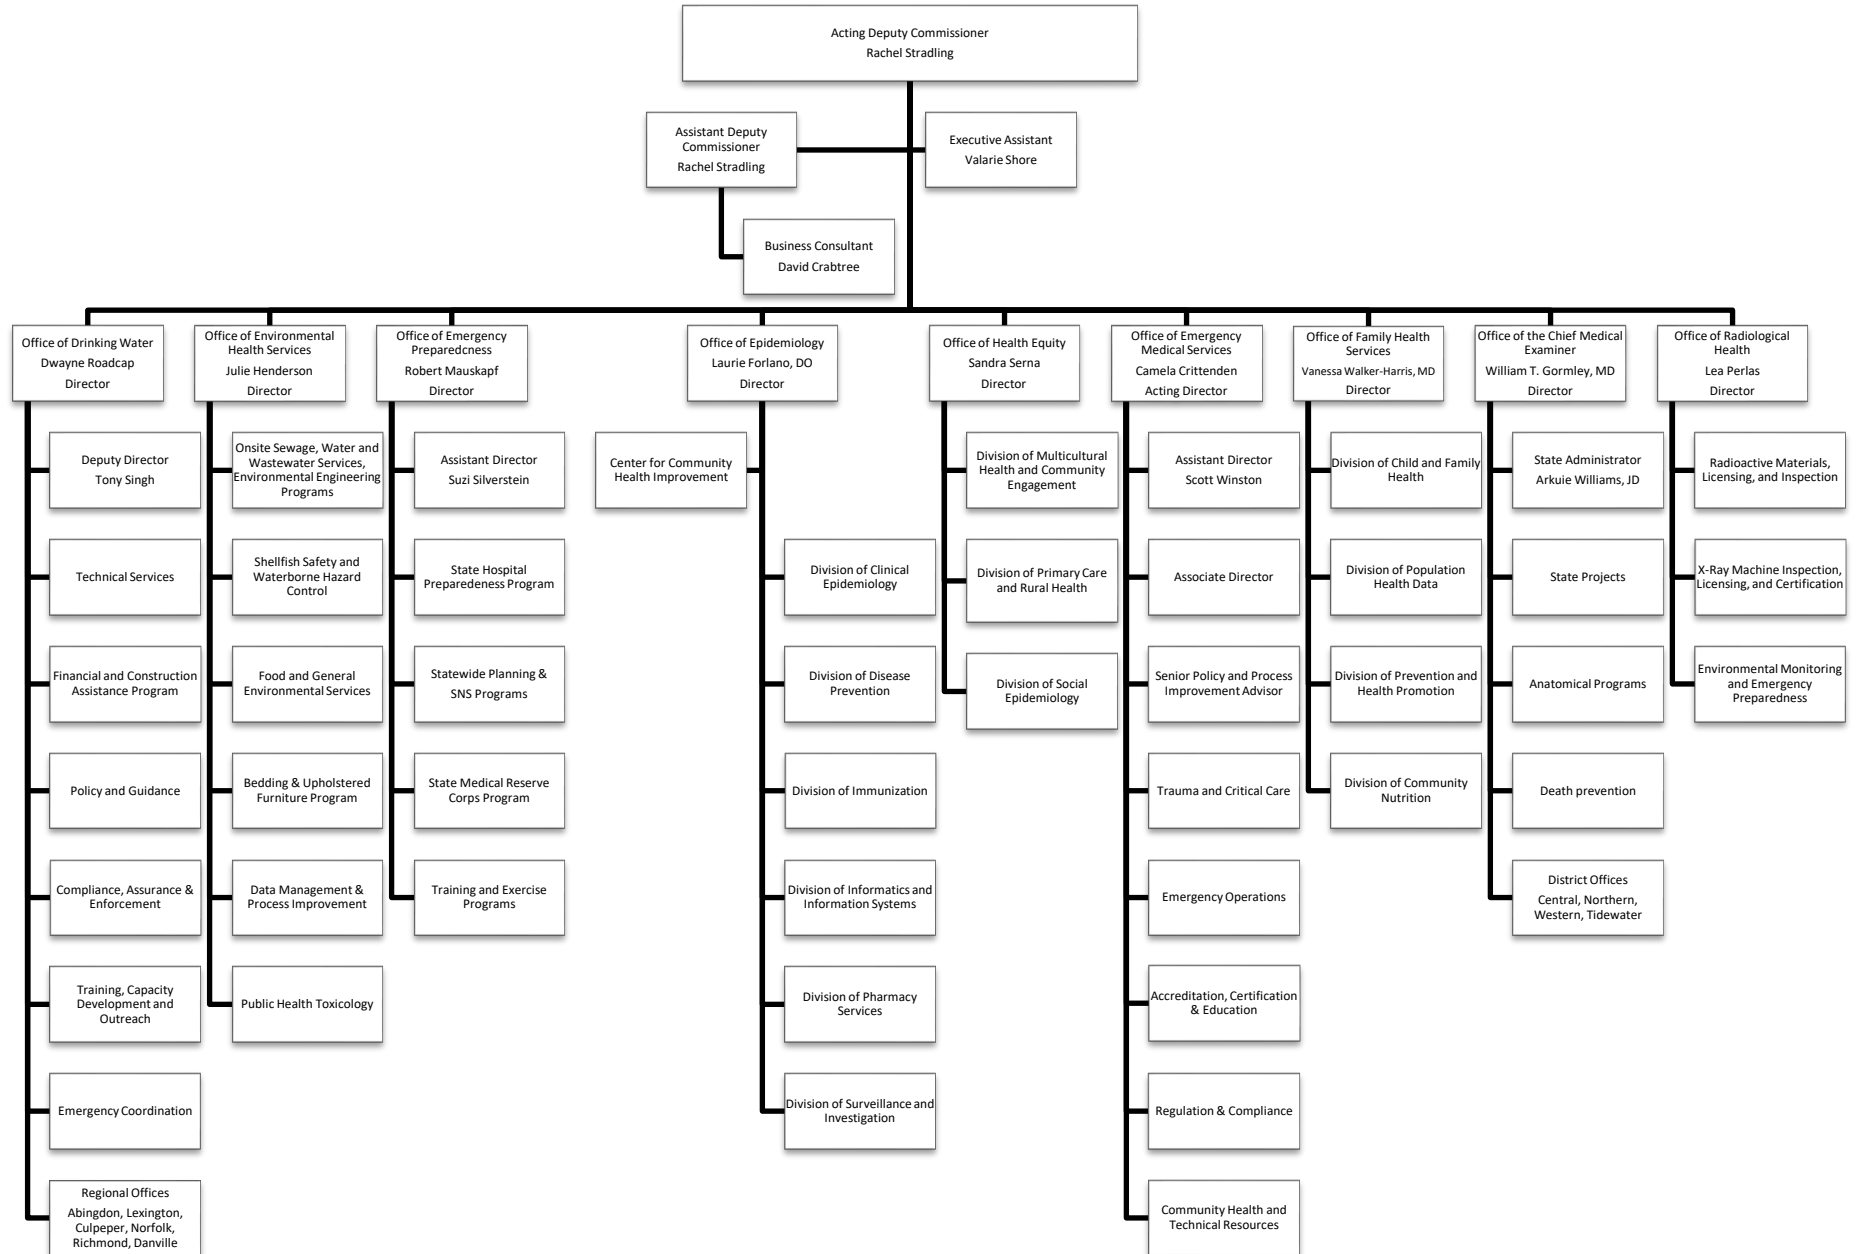 Acting Deputy Commissioner
Rachel Stradling
Assistant Deputy
Commissioner
Rachel Stradling
Executive Assistant
Valarie Shore
Business Consultant
David Crabtree
Office of Drinking Water
Dwayne Roadcap
Director
Deputy Director
Tony Singh
Technical Services
Financial and Construction
Assistance Program
Policy and Guidance
Compliance, Assurance &
Enforcement
Training, Capacity
Development and
Outreach
Emergency Coordination
Regional Offices
Abingdon, Lexington,
Culpeper, Norfolk,
Richmond, Danville
Office of Environmental
Health Services
Julie Henderson
Director
Onsite Sewage, Water and
Wastewater Services,
Environmental Engineering
Programs
Shellfish Safety and
Waterborne Hazard
Control
Food and General
Environmental Services
Bedding & Upholstered
Furniture Program
Data Management &
Process Improvement
Public Health Toxicology
Office of Emergency
Preparedcness
Robert Mauskapf
Director
Assistant Director
Suzi Silverstein
State Hospital
Preparedeness Program
Statewide Planning &
SNS Programs
State Medical Reserve
Corps Program
Training and Exercise
Programs
Office of Epidemiology
Laurie Forlano, DO
Director
Center for Community
Health Improvement
Division of Clinical
Epidemiology
Division of Disease
Prevention
Division of Immunization
Division of Informatics and
Information Systems
Division of Pharmacy
Services
Division of Surveillance and
Investigation
Office of Health Equity
Sandra Serna
Director
Division of Multicultural
Health and Community
Engagement
Division of Primary Care
and Rural Health
Division of Social
Epidemiology
Office of Emergency
Medical Services
Camela Crittenden
Acting Director
Assistant Director
Scott Winston
Associate Director
Senior Policy and Process
Improvement Advisor
Trauma and Critical Care
Emergency Operations
Accreditation, Certification
& Education
Regulation & Compliance
Community Health and
Technical Resources
Office of Family Health
Services
Vanessa Walker-Harris, MD
Director
Division of Child and Family
Health
Division of Population
Health Data
Division of Prevention and
Health Promotion
Division of Community
Nutrition
Office of the Chief Medical
Examiner
William T. Gormley, MD
Director
State Administrator
Arkuie Williams, JD
State Projects
Anatomical Programs
Death prevention
District Offices
Central, Northern,
Western, Tidewater
Office of Radiological
Health
Lea Perlas
Director
Radioactive Materials,
Licensing, and Inspection
X-Ray Machine Inspection,
Licensing, and Certification
Environmental Monitoring
and Emergency
Preparedness